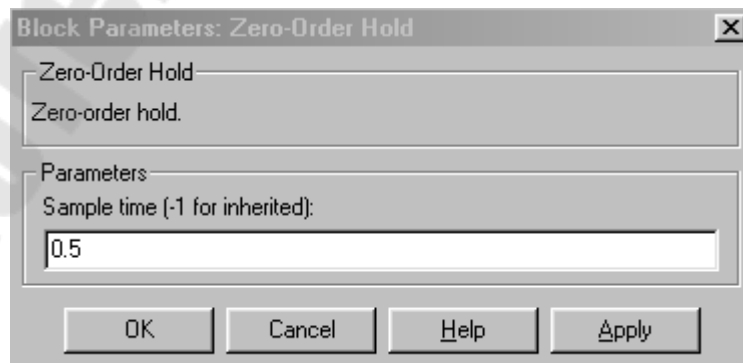 Block Parameters: Zero-Order Hold
Zero-Order Hold
Zero-order hold.
Parameters
Sample time (-1 for inherited):
0.5
OK Cancel Help Apply